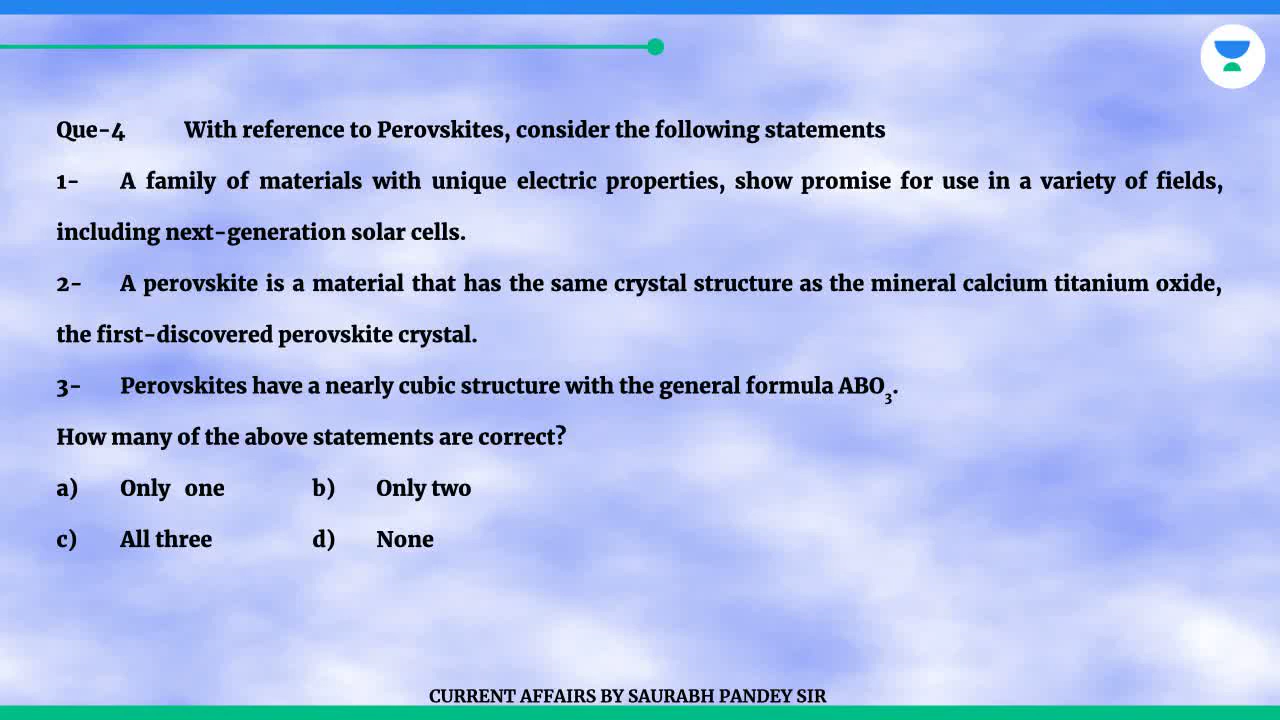 Que-4 With reference to Perovskites, consider the following statements
1- A family of materials with unique electric properties, show promise for use in a variety of fields,
including next-generation solar cells.
2- A perovskite is a material that has the same crystal structure as the mineral calcium titanium oxide,
the first-discovered perovskite crystal.
3- Perovskites have a nearly cubic structure with the general formula ABO₃.
How many of the above statements are correct?
a) Only one b) Only two
c) All three d) None
CURRENT AFFAIRS BY SAURABH PANDEY SIR